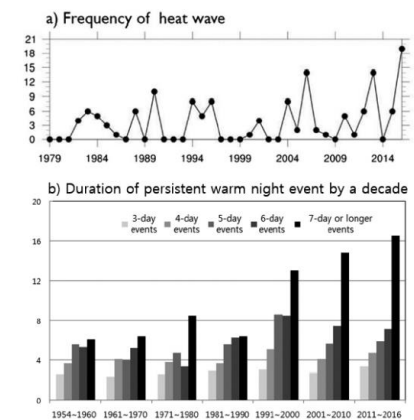 a) Frequency of heat wave
21
18
15
12
9
6
3
0
1979 1984 1989 1994 1999 2004 2009 2014
b) Duration of persistent warm night event by a decade
20
16
12
8
4
0
3-day events 4-day events 5-day events 6-day events 7-day or longer events
1954~1960 1961~1970 1971~1980 1981~1990 1991~2000 2001~2010 2011~2016